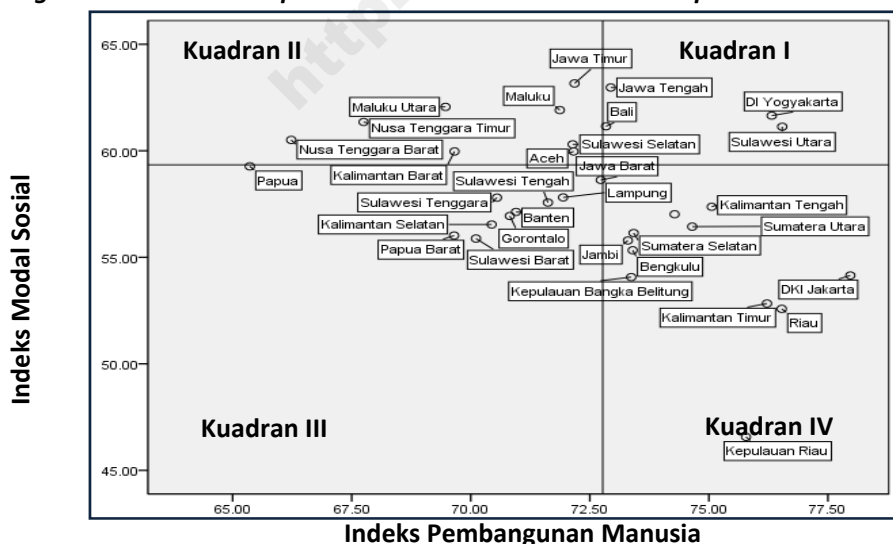 http
Kuadran II
Kuadran I
65.00
60.00
55.00
50.00
45.00
Jawa Timur
Jawa Tengah
Maluku Utara
Maluku
Bali
DI Yogyakarta
Nusa Tenggara Timur
Sulawesi Utara
Nusa Tenggara Barat
Sulawesi Selatan
Aceh
Jawa Barat
Papua
Kalimantan Barat
Sulawesi Tengah
Lampung
Sulawesi Tenggara
Kalimantan Tengah
Kalimantan Selatan
Banten
Sumatera Utara
Papua Barat
Gorontalo
Jambi
Sumatera Selatan
Sulawesi Barat
Bengkulu
Kepulauan Bangka Belitung
DKI Jakarta
Kalimantan Timur
Riau
Kuadran III
Kuadran IV
Kepulauan Riau
65.00 67.50 70.00 72.50 75.00 77.50
Indeks Modal Sosial
Indeks Pembangunan Manusia